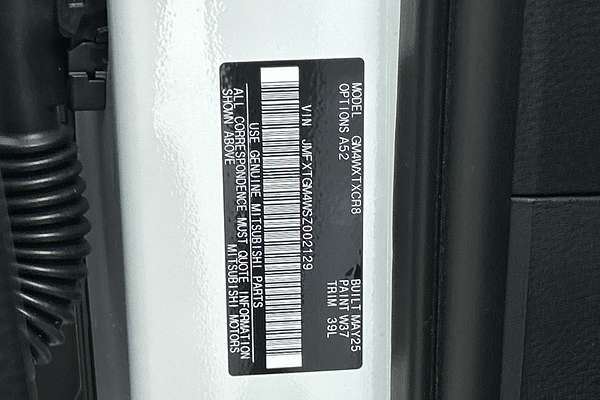 MODEL GM4WXTXCR8 BUILT MAY25
OPTIONS A52 PAINT W37
TRIM 39L
VIN JMFXTGM4WSZ002129
USE GENUINE MITSUBISHI PARTS
ALL CORRESPONDENCE MUST QUOTE INFORMATION
SHOWN ABOVE MITSUBISHI MOTORS